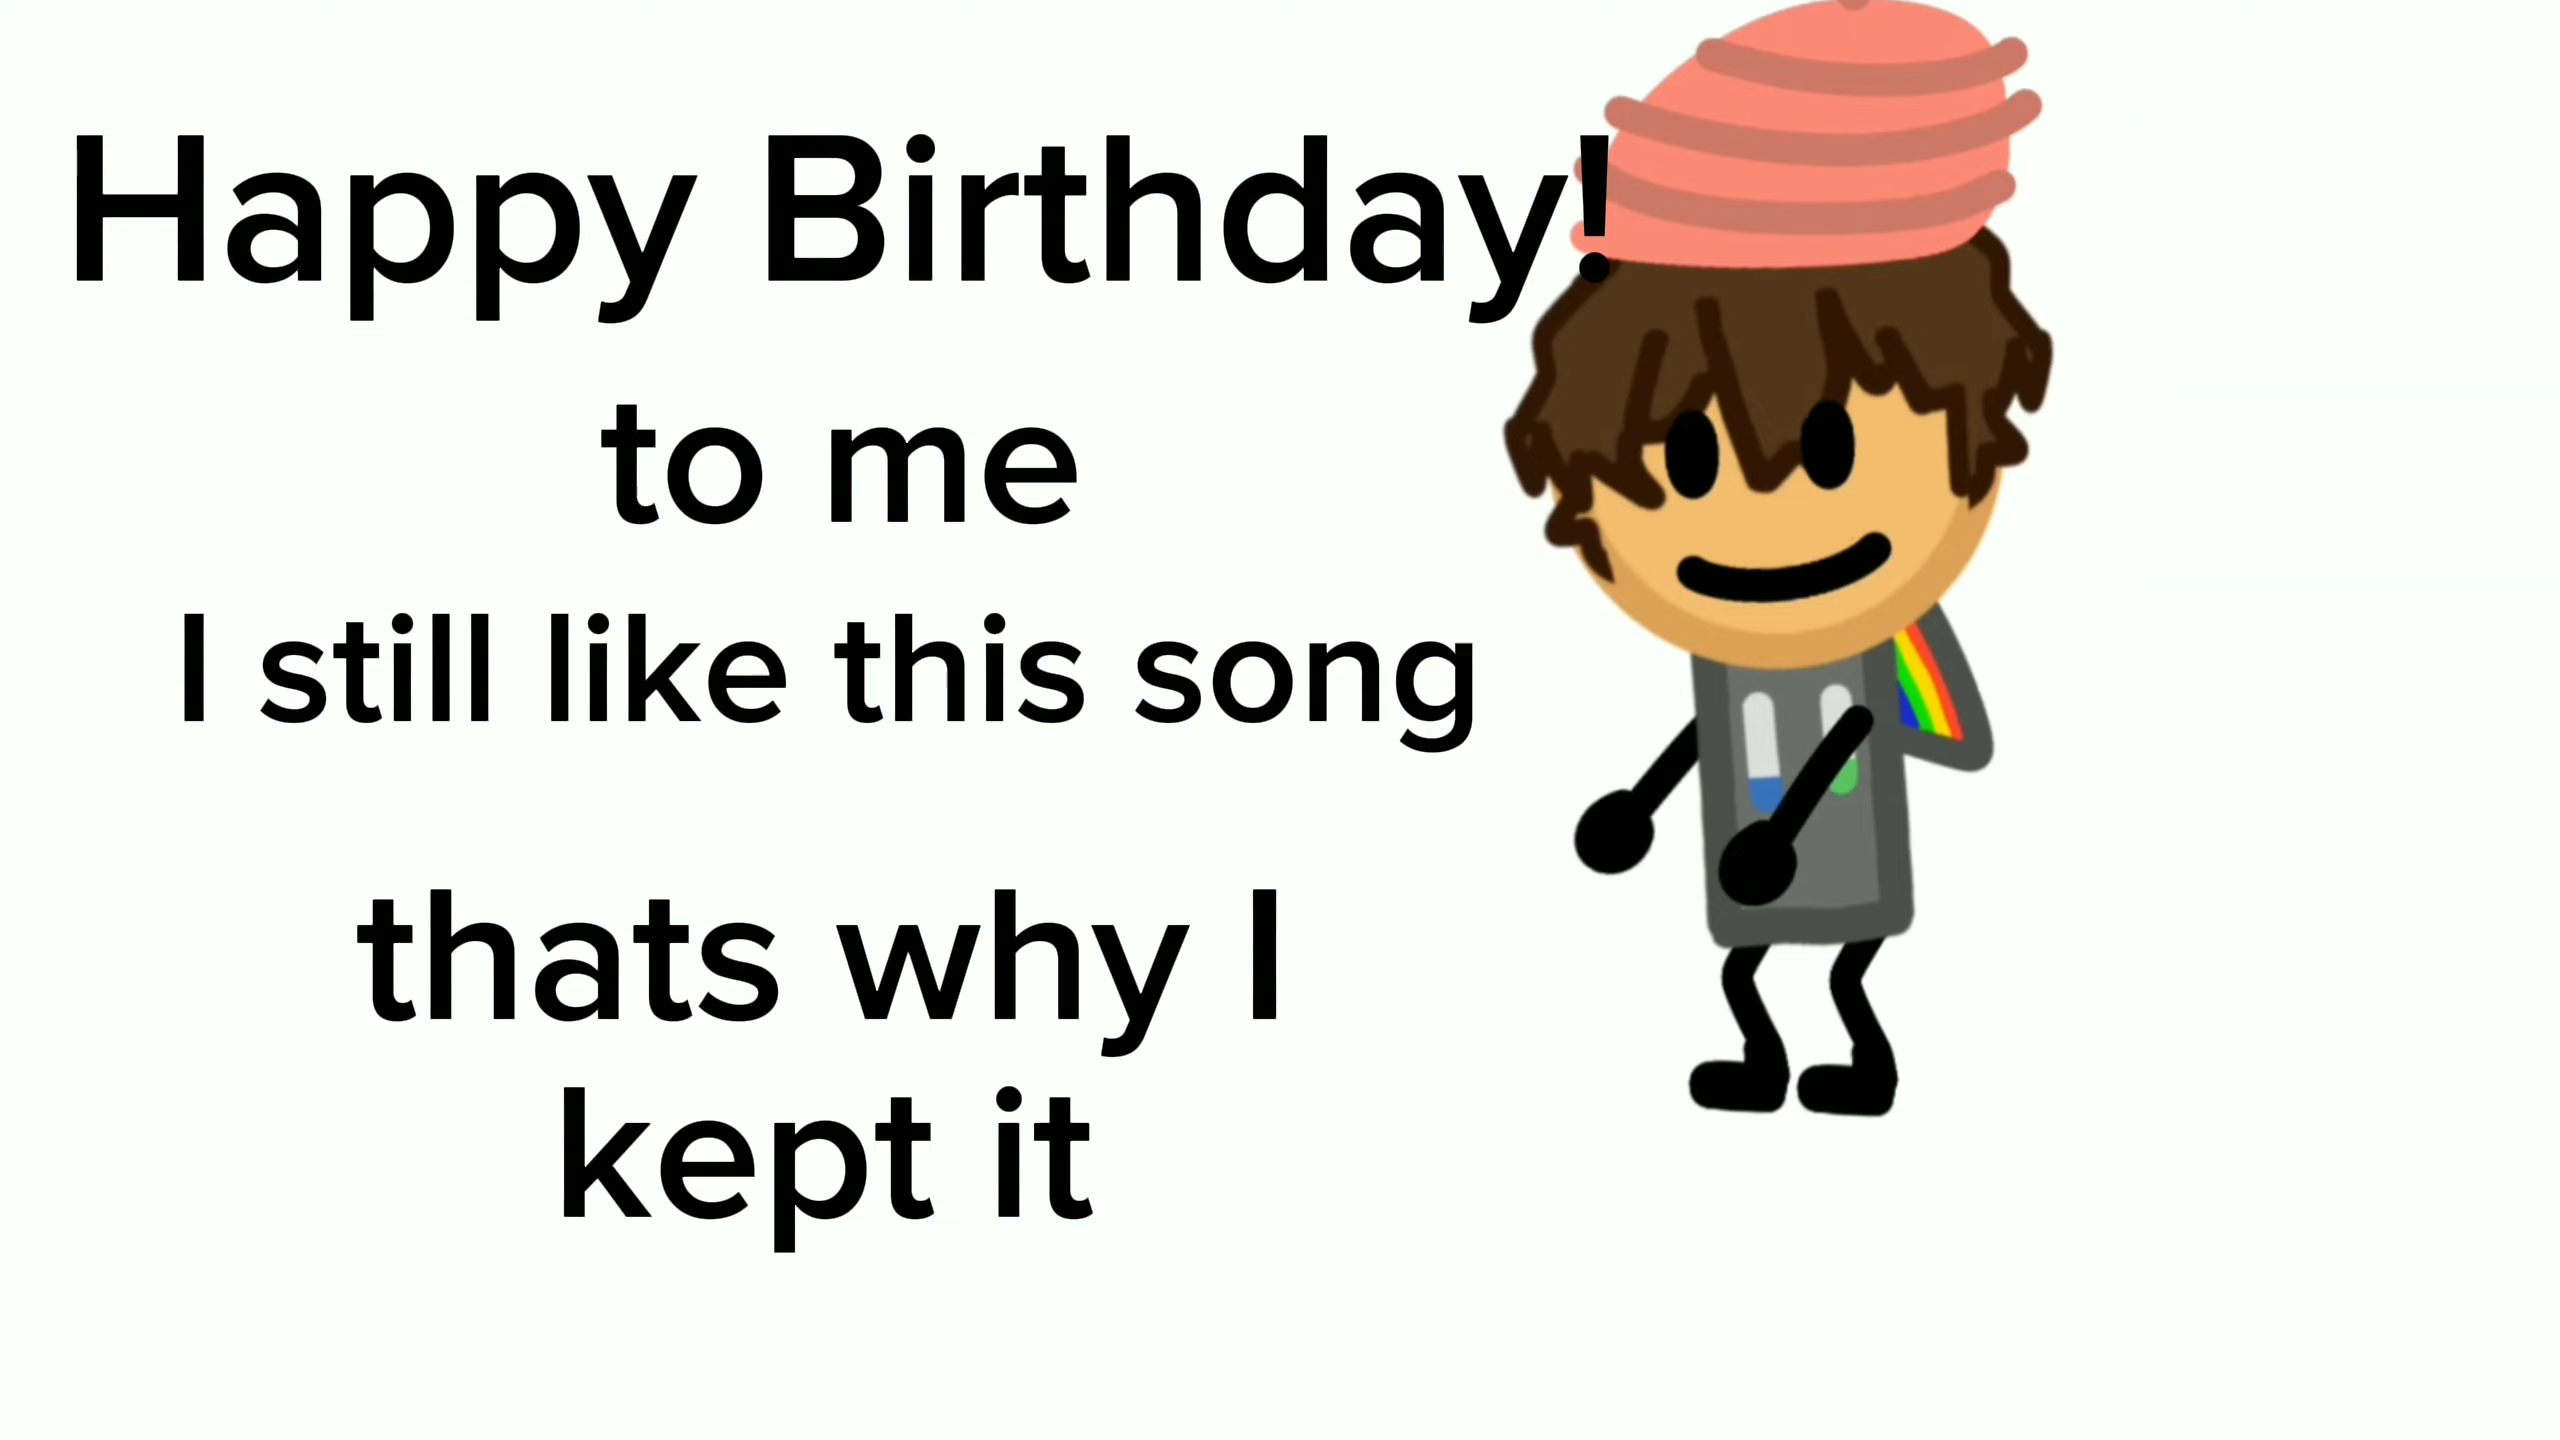 Happy Birthday!
to me
I still like this song
thats why I
kept it